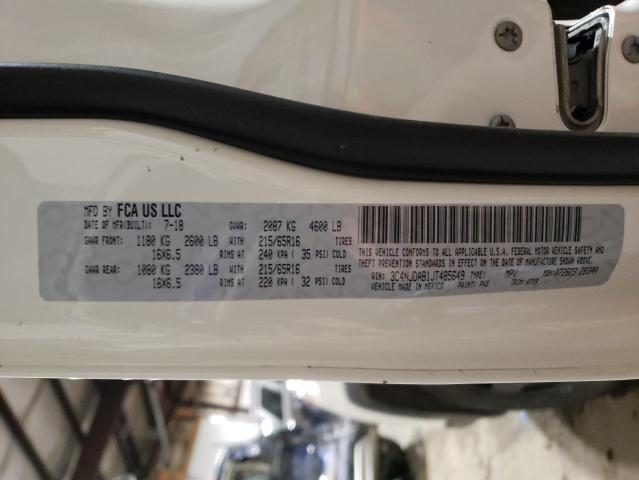 MFD BY FCA US LLC
DATE OF MFR(BUILT): 7-18 GVWR: 2087 KG 4600 LB
GAWR FRONT: 1180 KG 2600 LB WITH 215/65R16 TIRES
16X6.5 RIMS AT 240 KPA ( 35 PSI) COLD
GAWR REAR: 1080 KG 2380 LB WITH 215/65R16 TIRES
16X6.5 RIMS AT 220 KPA ( 32 PSI) COLD
THIS VEHICLE CONFORMS TO ALL APPLICABLE U.S.A. FEDERAL MOTOR VEHICLE SAFETY AND
THEFT PREVENTION STANDARDS IN EFFECT ON THE DATE OF MANUFACTURE SHOWN ABOVE.
VIN: 3C4NJDAB1JT485649 TYPE: MPV MDH: 072623
VEHICLE MADE IN MEXICO PAINT: PW3 TRIM: